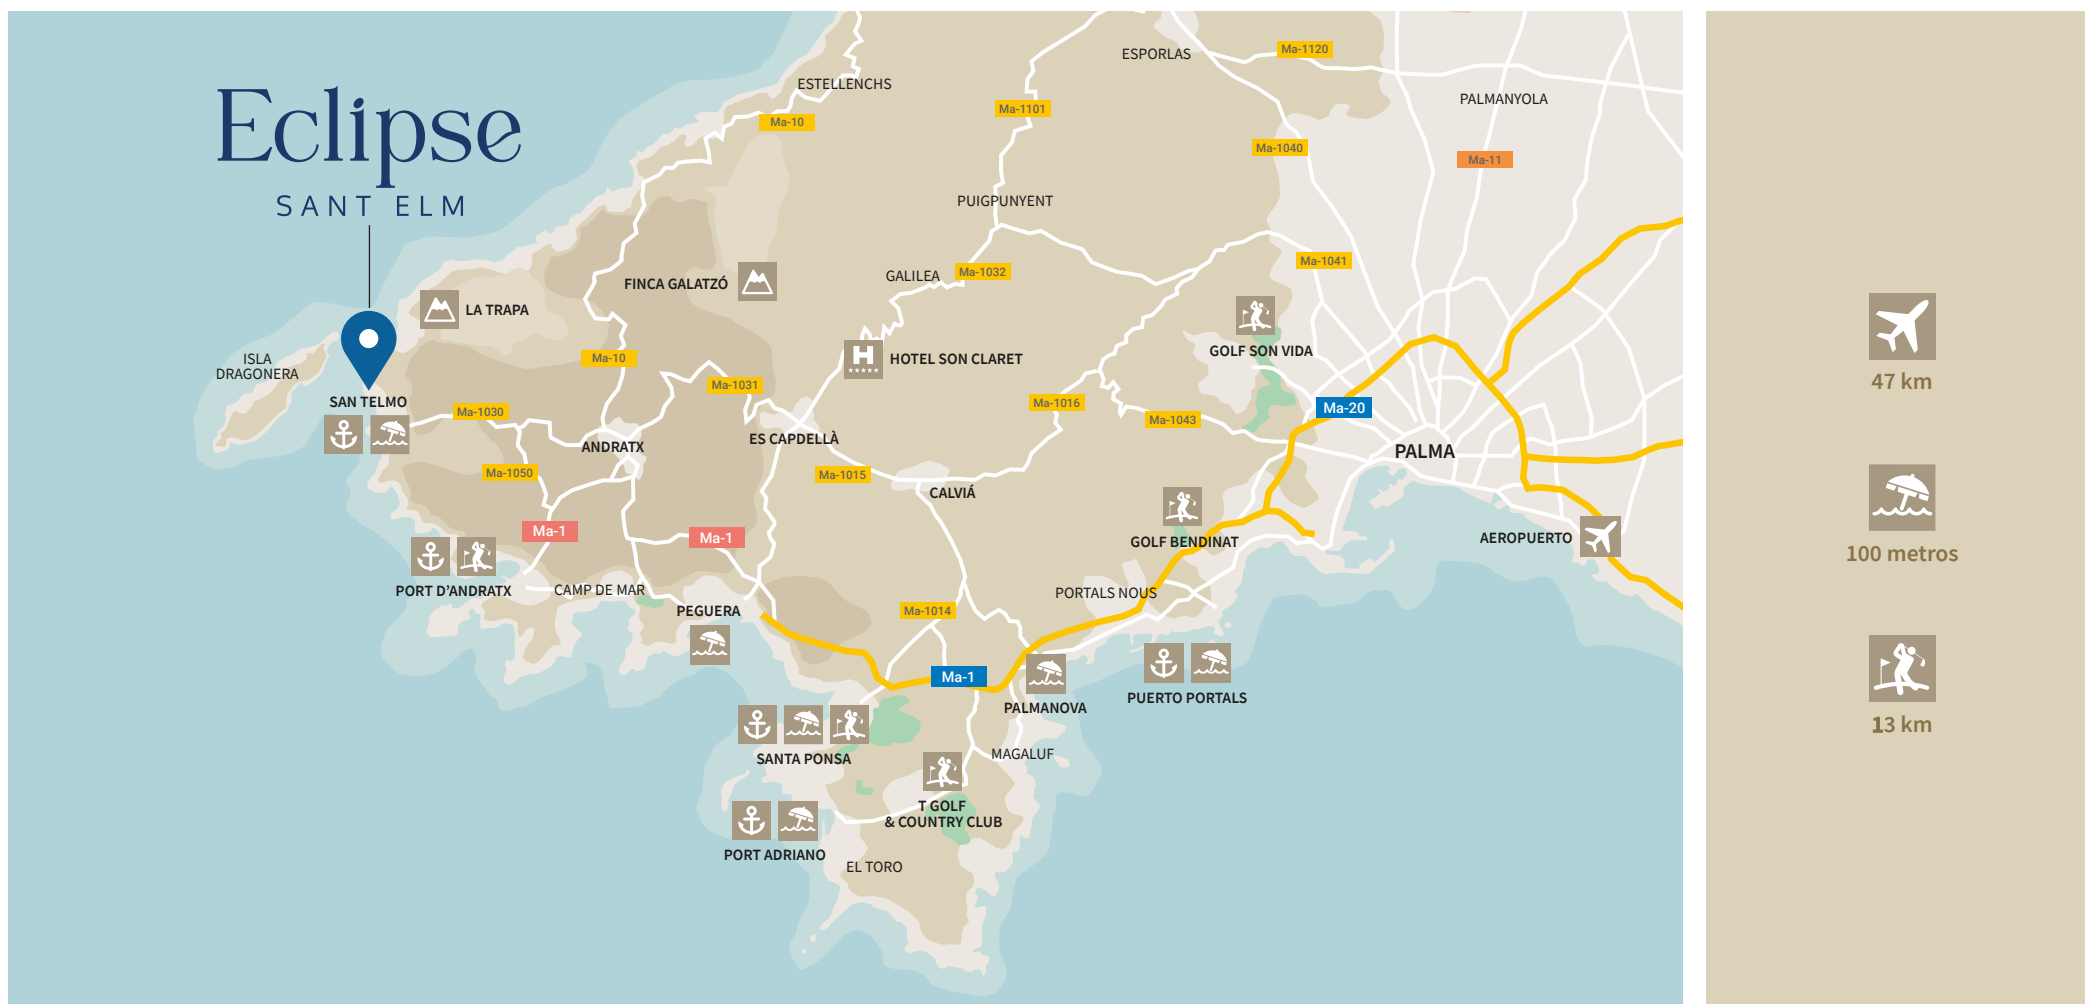 Eclipse
SANT ELM
ESTELLENCHS
ESPORLAS
Ma-1120
PALMANYOLA
Ma-10
Ma-1101
Ma-1040
Ma-11
PUIGPUNYENT
GALILEA
Ma-1032
Ma-1041
FINCA GALATZÓ
LA TRAPA
ISLA
DRAGONERA
SAN TELMO
Ma-10
Ma-1031
H
HOTEL SON CLARET
GOLF SON VIDA
Ma-1030
Ma-1016
Ma-1043
Ma-20
ANDRATX
ES CAPDELLÀ
PALMA
Ma-1050
Ma-1015
CALVIÁ
Ma-1
Ma-1
GOLF BENDINAT
AEROPUERTO
PORT D’ANDRATX
CAMP DE MAR
PEGUERA
Ma-1014
PORTALS NOUS
Ma-1
PALMANOVA
PUERTO PORTALS
SANTA PONSA
MAGALUF
T GOLF
& COUNTRY CLUB
PORT ADRIANO
EL TORO
47 km
100 metros
13 km